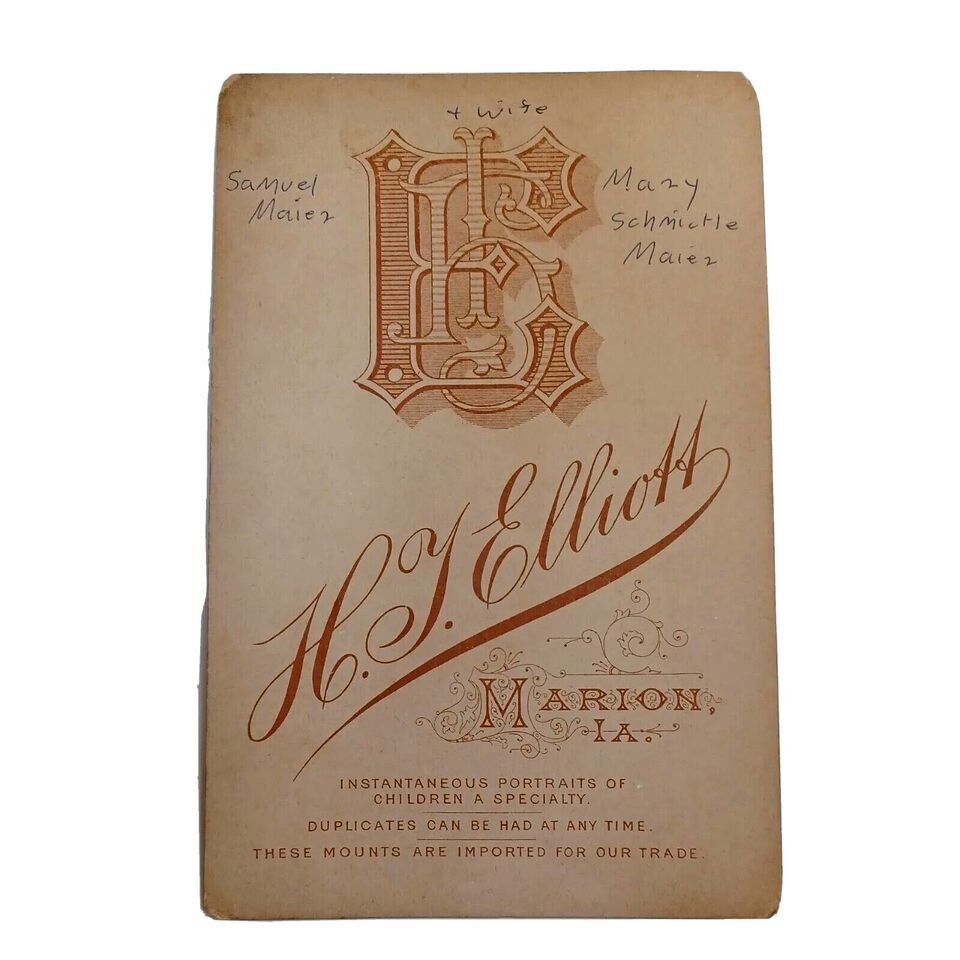 + wife
Samuel
Maier
Mary
Schmictle
Maier
H. J. Elliott
MARION,
IA.
INSTANTANEOUS PORTRAITS OF
CHILDREN A SPECIALTY.
DUPLICATES CAN BE HAD AT ANY TIME.
THESE MOUNTS ARE IMPORTED FOR OUR TRADE.